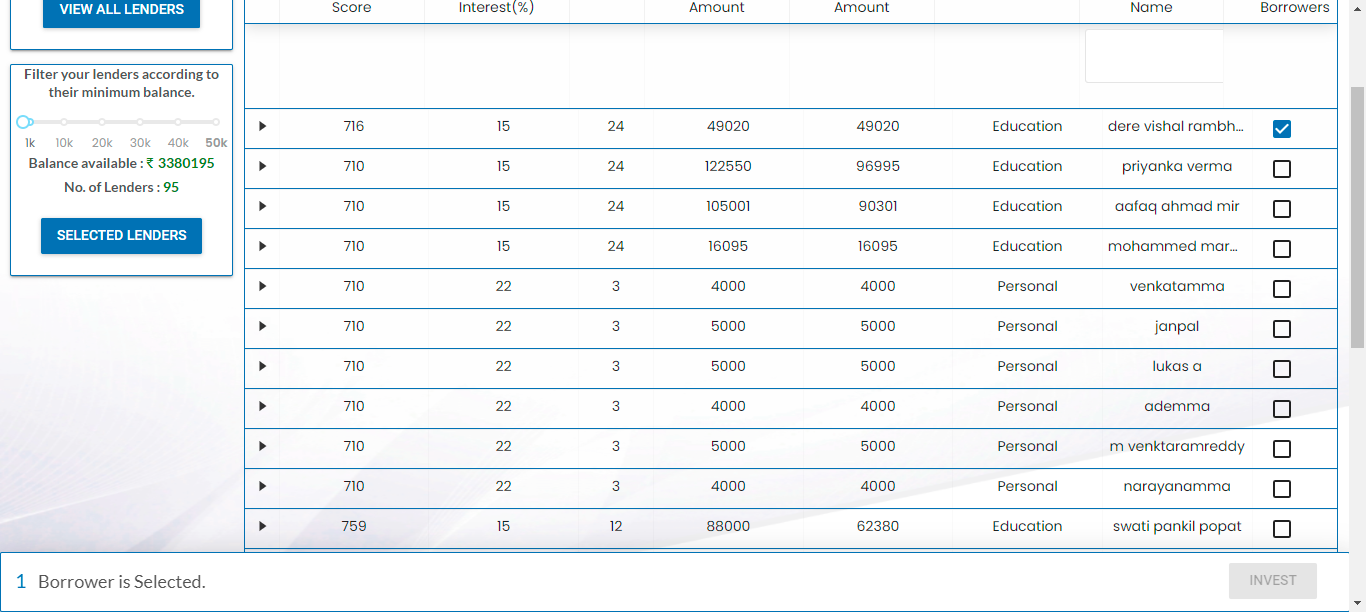 VIEW ALL LENDERS
Filter your lenders according to
their minimum balance.
1k 10k 20k 30k 40k 50k
Balance available : ₹ 3380195
No. of Lenders : 95
SELECTED LENDERS
Score Interest(%) Amount Amount Name Borrowers
716 15 24 49020 49020 Education dere vishal rambh...
710 15 24 122550 96995 Education priyanka verma
710 15 24 105001 90301 Education aafaq ahmad mir
710 15 24 16095 16095 Education mohammed mar...
710 22 3 4000 4000 Personal venkatamma
710 22 3 5000 5000 Personal janpal
710 22 3 5000 5000 Personal lukas a
710 22 3 4000 4000 Personal ademma
710 22 3 5000 5000 Personal m venktaramreddy
710 22 3 4000 4000 Personal narayanamma
759 15 12 88000 62380 Education swati pankil popat
1 Borrower is Selected.
INVEST